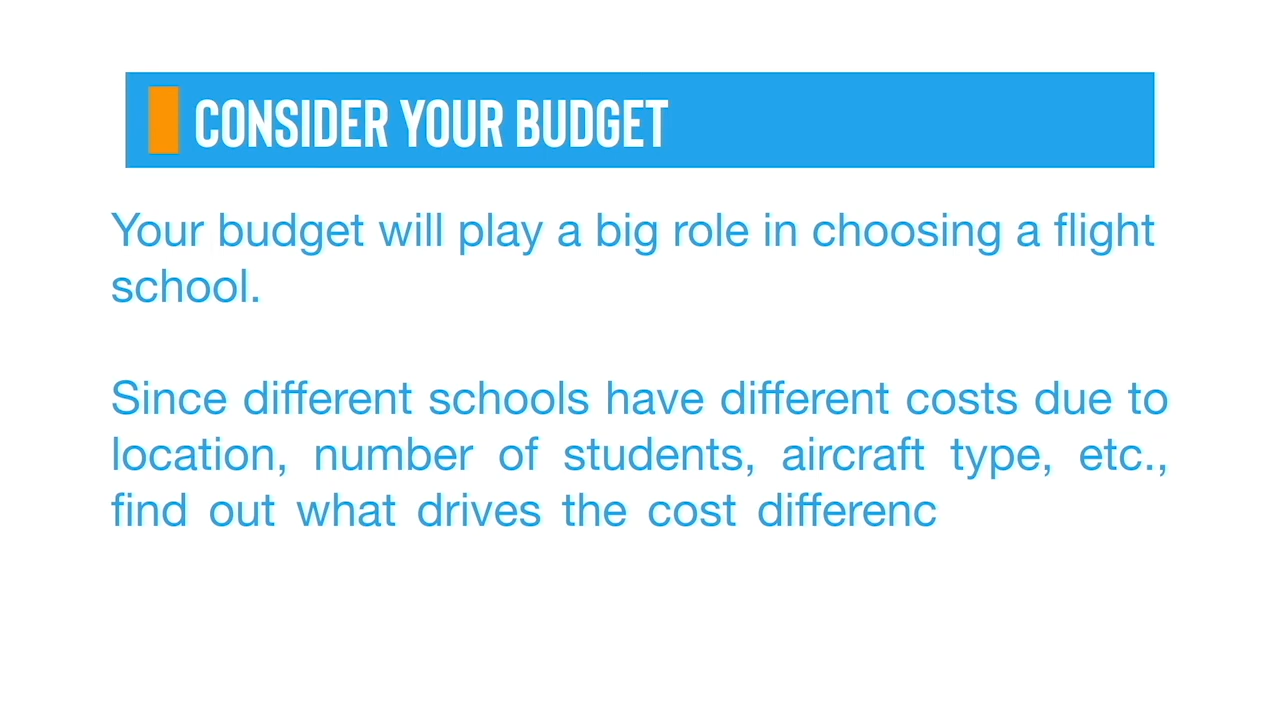 CONSIDER YOUR BUDGET
Your budget will play a big role in choosing a flight
school.
Since different schools have different costs due to
location, number of students, aircraft type, etc.,
find out what drives the cost differenc